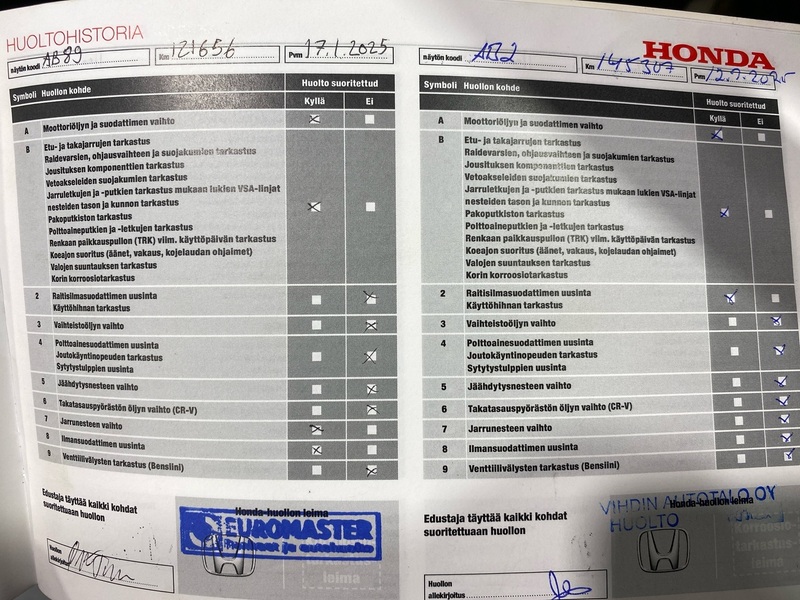 HUOLTOHISTORIA
näytön koodi AB89 Km 121656 Pvm 17.1.2025
Symboli Huollon kohde Huolto suoritettud
Kyllä Ei
A Moottoriöljyn ja suodattimen vaihto
B Etu- ja takajarrujen tarkastus
Raidevarsien, ohjausvaihteen ja suojakumien tarkastus
Jousituksen komponenttien tarkastus
Vetoakseleiden suojakumien tarkastus
Jarruletkujen ja -putkien tarkastus mukaan lukien VSA-linjat
nesteiden tason ja kunnon tarkastus
Pakoputkiston tarkastus
Polttoaineputkien ja -letkujen tarkastus
Renkaan paikkauspullon (TRK) viim. käyttöpäivän tarkastus
Koeajon suoritus (äänet, vakaus, kojelaudan ohjaimet)
Valojen suuntauksen tarkastus
Korin korroosiotarkastus
2 Raitisilmasuodattimen uusinta
Käyttöhihnan tarkastus
3 Vaihteistoöljyn vaihto
4 Polttoainesuodattimen uusinta
Joutokäyntinopeuden tarkastus
Sytytystulppien uusinta
5 Jäähdytysnesteen vaihto
6 Takatasauspyörästön öljyn vaihto (CR-V)
7 Jarrunesteen vaihto
8 Ilmansuodattimen uusinta
9 Venttiilivälysten tarkastus (Bensiini)
Edustaja täyttää kaikki kohdat
suoritettuaan huollon
Honda-huollon leima
EUROMASTER
Renkaat ja autohuolto
leima
Huollon
allekirjoitus
HONDA
näytön koodi AB2 Km 145307 Pvm 12.9.2025
Symboli Huollon kohde Huolto suoritettud
Kyllä Ei
A Moottoriöljyn ja suodattimen vaihto
B Etu- ja takajarrujen tarkastus
Raidevarsien, ohjausvaihteen ja suojakumien tarkastus
Jousituksen komponenttien tarkastus
Vetoakseleiden suojakumien tarkastus
Jarruletkujen ja -putkien tarkastus mukaan lukien VSA-linjat
nesteiden tason ja kunnon tarkastus
Pakoputkiston tarkastus
Polttoaineputkien ja -letkujen tarkastus
Renkaan paikkauspullon (TRK) viim. käyttöpäivän tarkastus
Koeajon suoritus (äänet, vakaus, kojelaudan ohjaimet)
Valojen suuntauksen tarkastus
Korin korroosiotarkastus
2 Raitisilmasuodattimen uusinta
Käyttöhihnan tarkastus
3 Vaihteistoöljyn vaihto
4 Polttoainesuodattimen uusinta
Joutokäyntinopeuden tarkastus
Sytytystulppien uusinta
5 Jäähdytysnesteen vaihto
6 Takatasauspyörästön öljyn vaihto (CR-V)
7 Jarrunesteen vaihto
8 Ilmansuodattimen uusinta
9 Venttiilivälysten tarkastus (Bensiini)
Edustaja täyttää kaikki kohdat
suoritettuaan huollon
Honda-huollon leima
VIHDIN AUTOTALO OY
HUOLTO
Korroosio-
tarkastus-
leima
Huollon
allekirjoitus